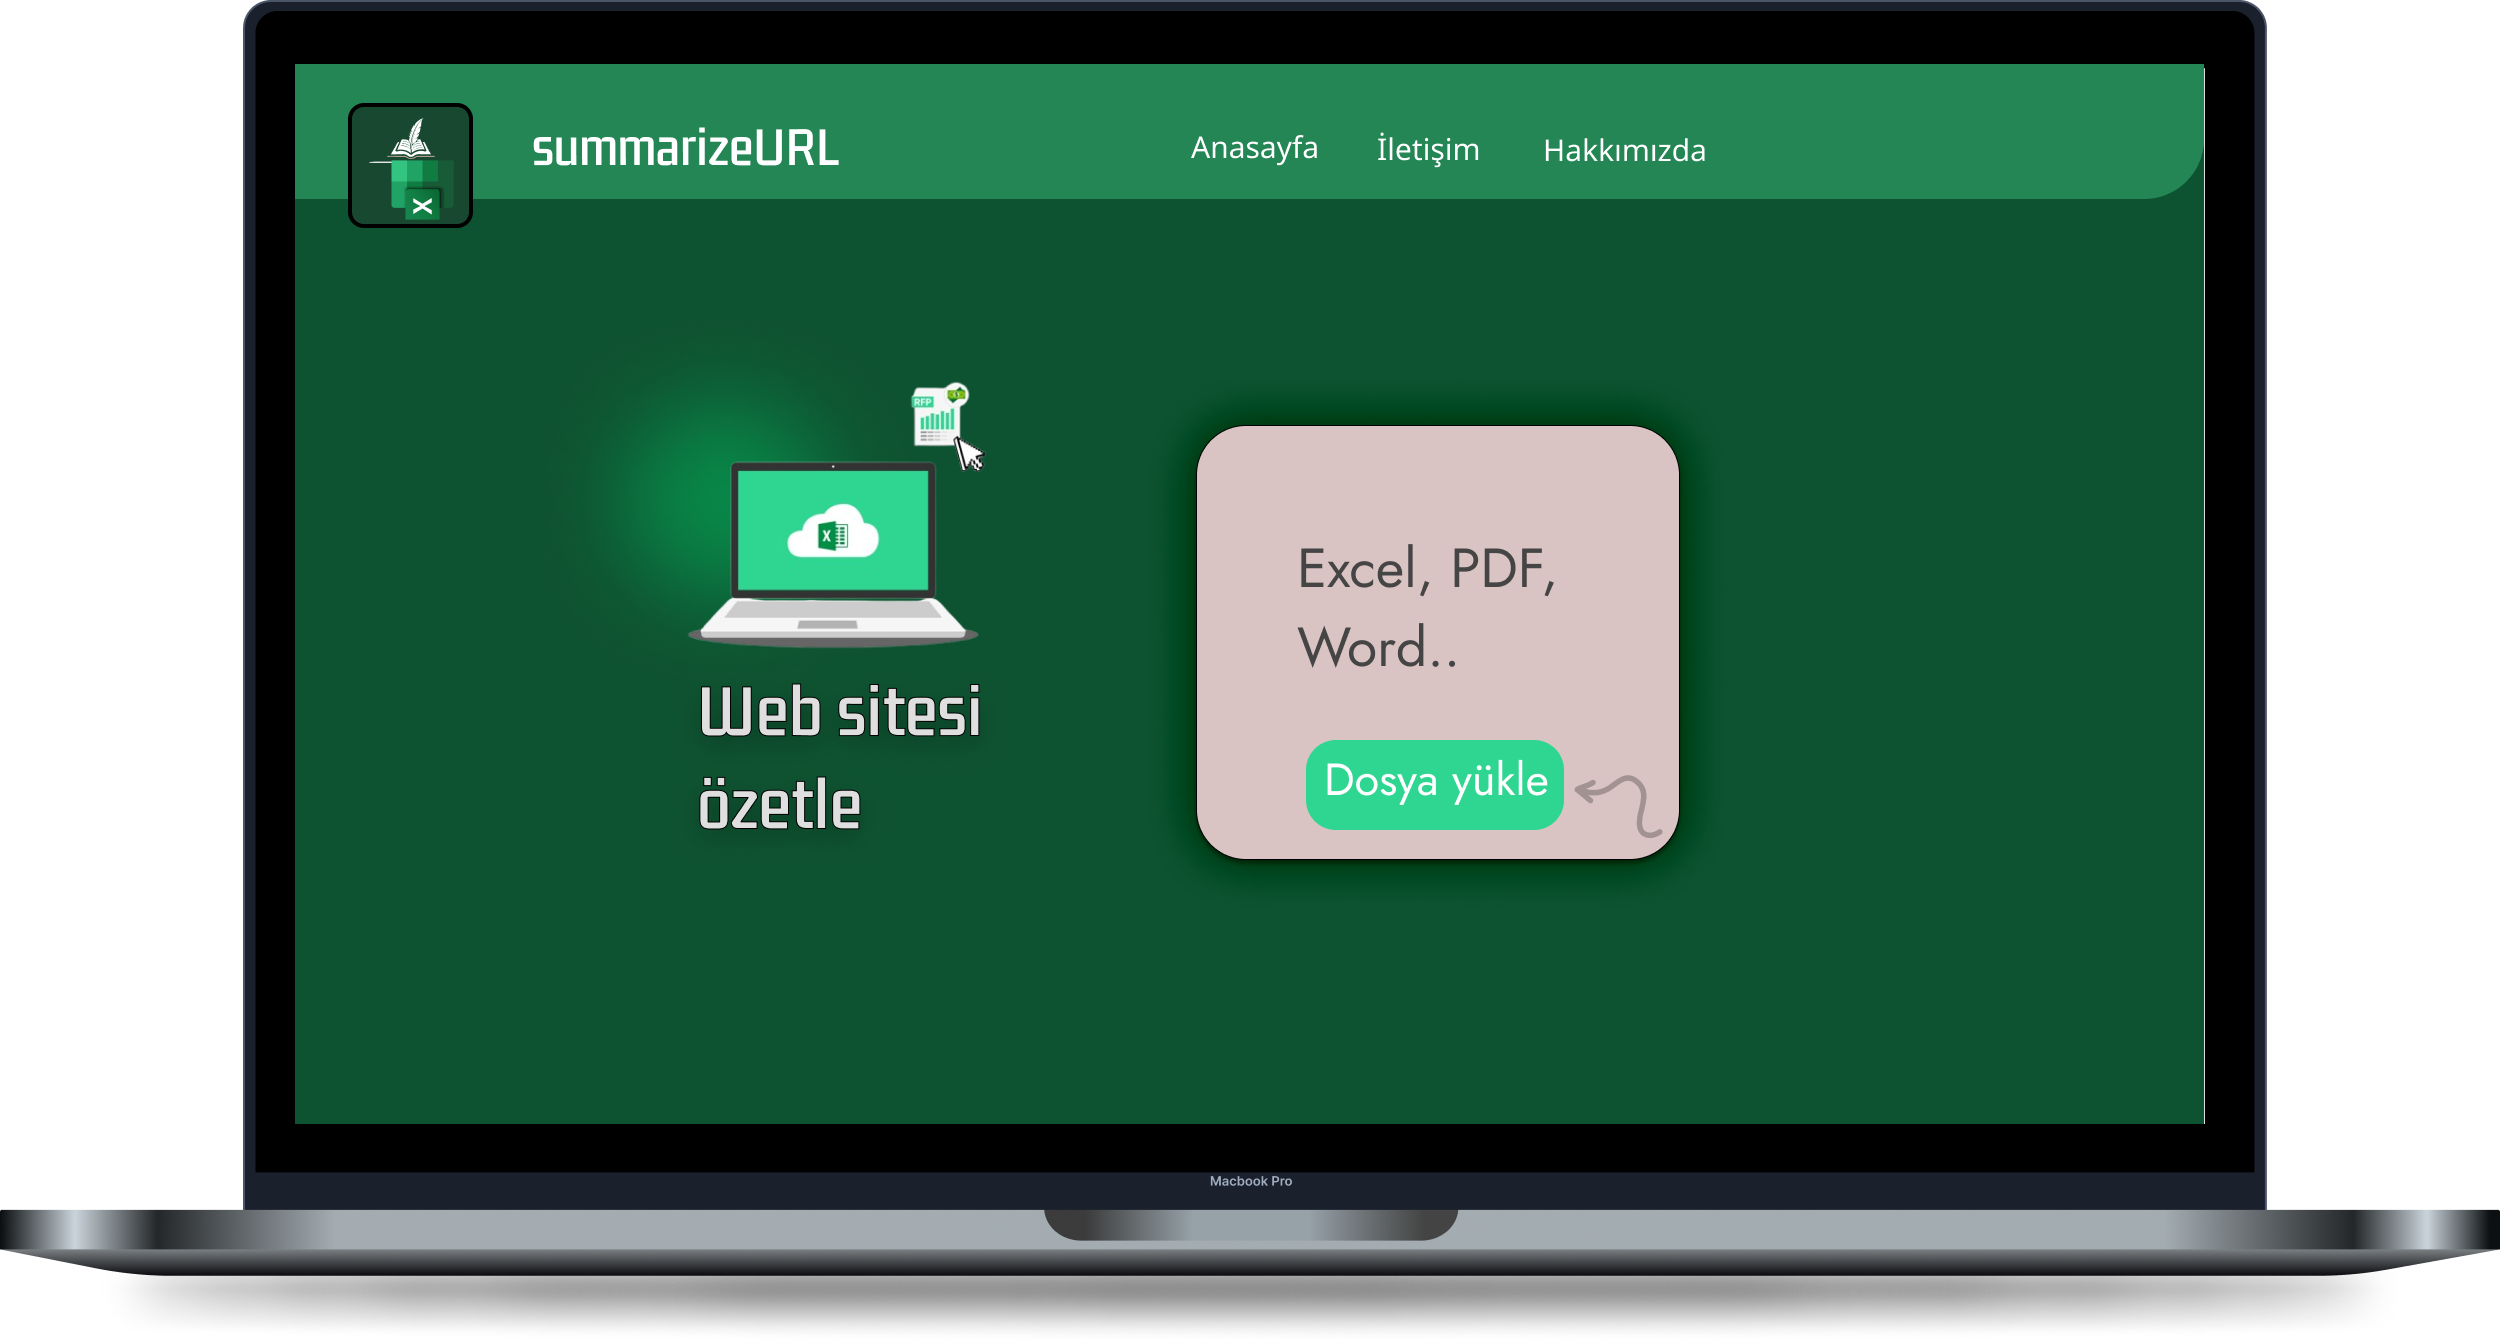 summarizeURL
Anasayfa
İletişim
Hakkımızda
RFP
X
Web sitesi
özetle
Excel, PDF,
Word..
Dosya yükle
Macbook Pro